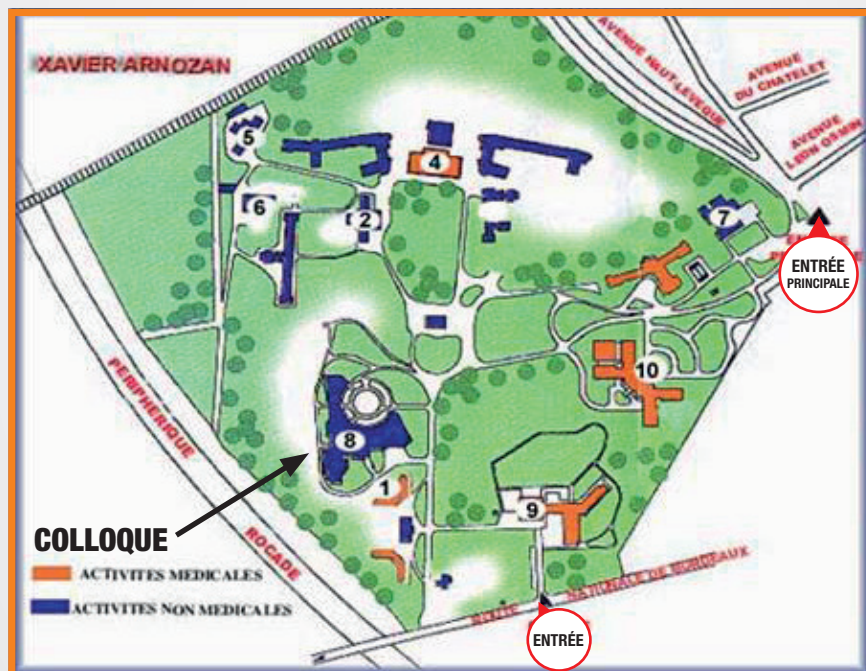 XAVIER ARNOZAN
AVENUE HAUT-LEVEQUE
AVENUE
DU CHATELET
AVENUE
LEON OSMIN
5
4
6
2
7
ENTRÉE
PRINCIPALE
10
PERIPHERIQUE
8
1
9
COLLOQUE
ROCADE
ACTIVITES MEDICALES
ACTIVITES NON MEDICALES
NATIONALE DE BORDEAUX
ENTRÉE